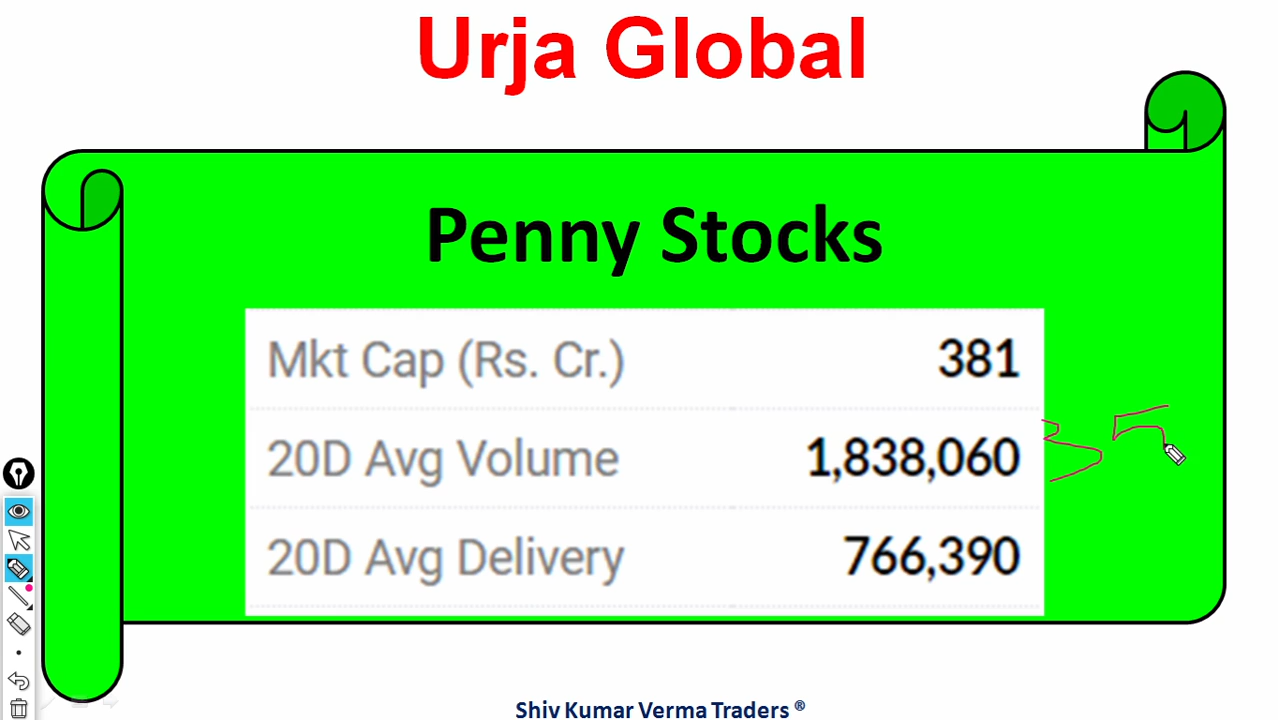 Urja Global
Penny Stocks
Mkt Cap (Rs. Cr.) 381
20D Avg Volume 1,838,060
20D Avg Delivery 766,390
Shiv Kumar Verma Traders ®